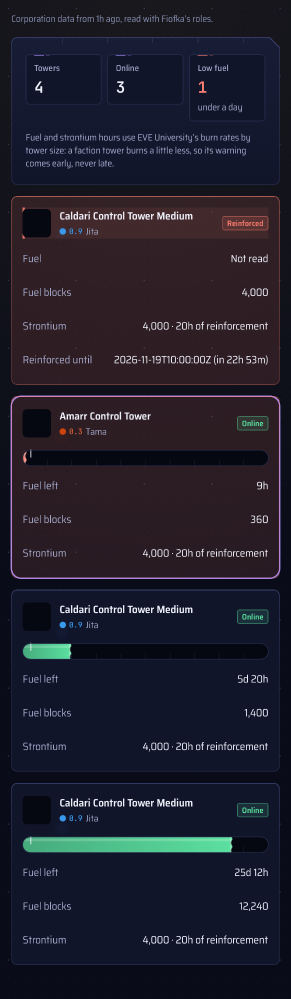 Corporation data from 1h ago, read with Fiofka's roles.
Towers
4
Online
3
Low fuel
1
under a day
Fuel and strontium hours use EVE University's burn rates by
tower size: a faction tower burns a little less, so its warning
comes early, never late.
Caldari Control Tower Medium
0.9 Jita
Reinforced
Fuel Not read
Fuel blocks 4,000
Strontium 4,000 · 20h of reinforcement
Reinforced until 2026-11-19T10:00:00Z (in 22h 53m)
Amarr Control Tower
0.3 Tama
Online
Fuel left 9h
Fuel blocks 360
Strontium 4,000 · 20h of reinforcement
Caldari Control Tower Medium
0.9 Jita
Online
Fuel left 5d 20h
Fuel blocks 1,400
Strontium 4,000 · 20h of reinforcement
Caldari Control Tower Medium
0.9 Jita
Online
Fuel left 25d 12h
Fuel blocks 12,240
Strontium 4,000 · 20h of reinforcement